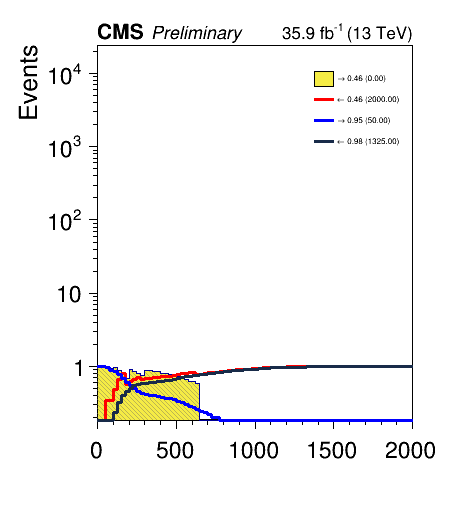 CMS Preliminary 35.9 fb⁻¹ (13 TeV)
Events
10⁴
10³
10²
10
1
→ 0.46 (0.00)
← 0.46 (2000.00)
→ 0.95 (50.00)
← 0.98 (1325.00)
0 500 1000 1500 2000